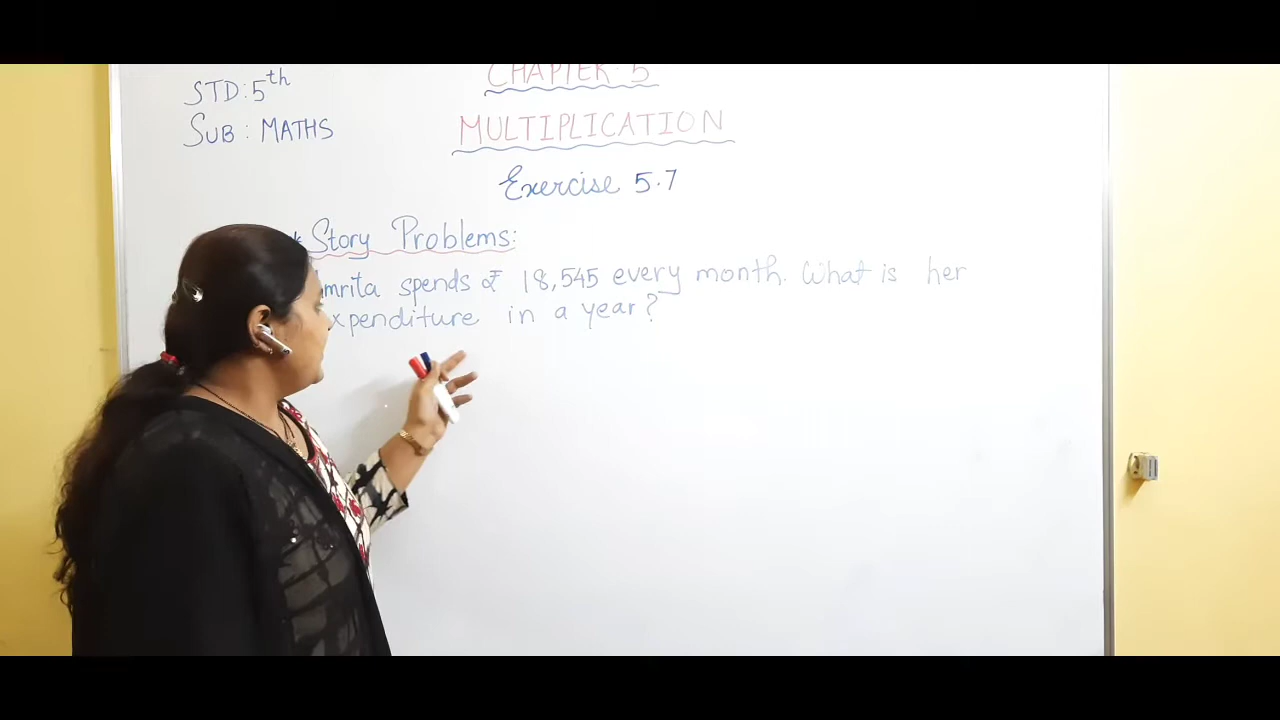 STD: 5th
CHAPTER-5
SUB : MATHS
MULTIPLICATION
Exercise 5.7
* Story Problems:
mrita spends ₹ 18,545 every month. What is her
xpenditure in a year?